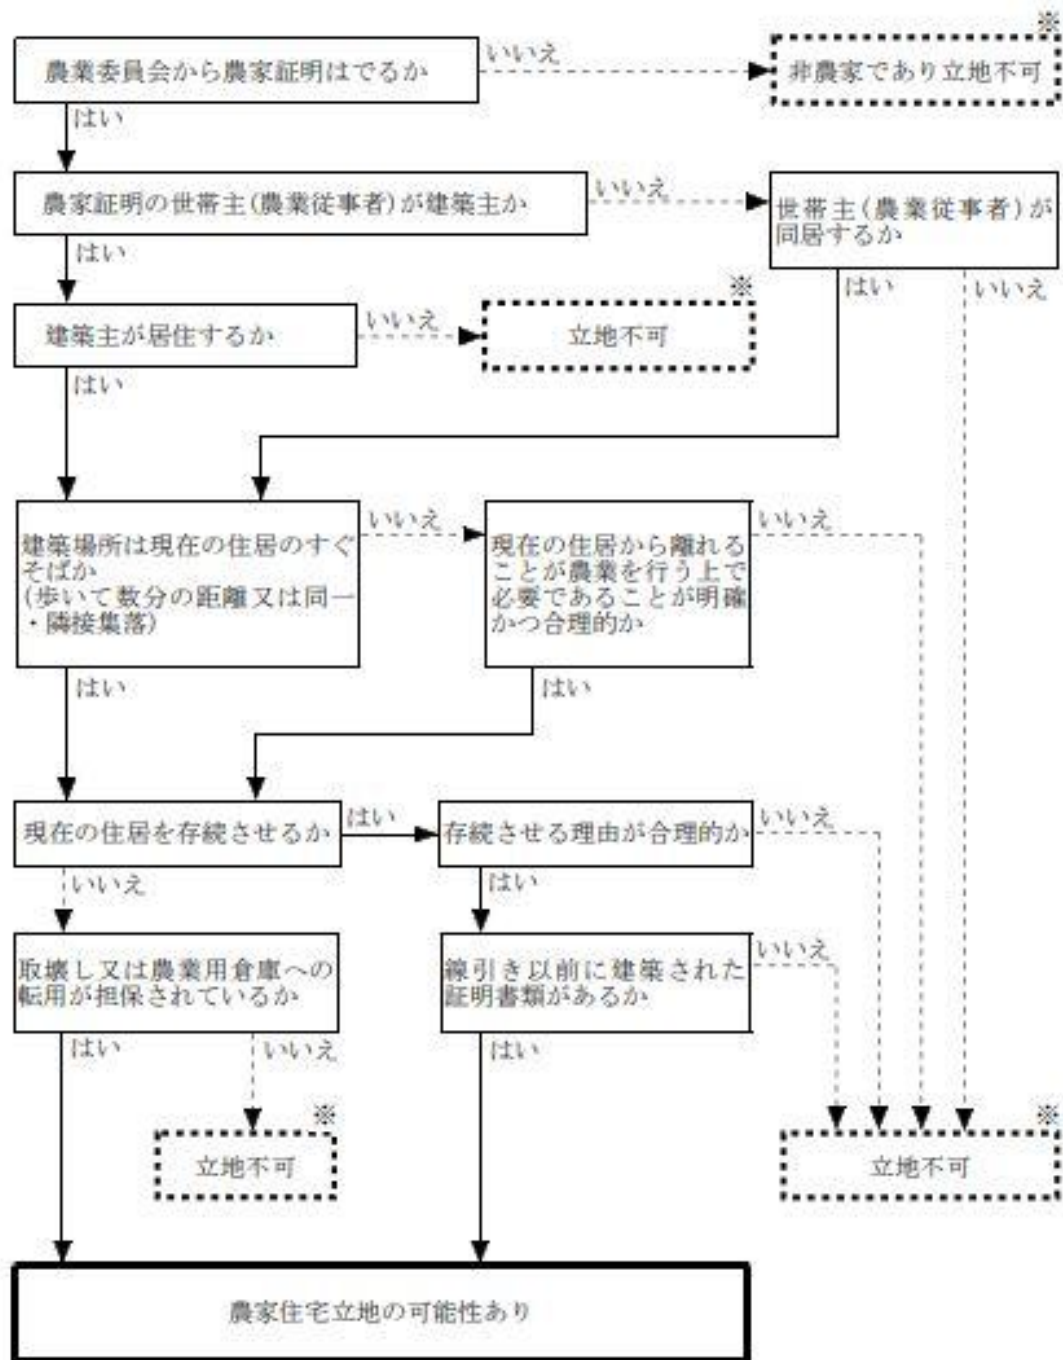 ※
農業委員会から農家証明はでるか
いいえ
非農家であり立地不可
はい
農家証明の世帯主(農業従事者)が建築主か
いいえ
世帯主(農業従事者)が
同居するか
はい
はい
いいえ
※
建築主が居住するか
いいえ
立地不可
はい
建築場所は現在の住居のすぐ
そばか
(歩いて数分の距離又は同一
・隣接集落)
いいえ
現在の住居から離れる
ことが農業を行う上で
必要であることが明確
かつ合理的か
いいえ
はい
はい
現在の住居を存続させるか
はい
存続させる理由が合理的か
いいえ
いいえ
はい
取壊し又は農業用倉庫への
転用が担保されているか
線引き以前に建築された
証明書類があるか
いいえ
はい
いいえ
はい
※
立地不可
※
立地不可
農家住宅立地の可能性あり